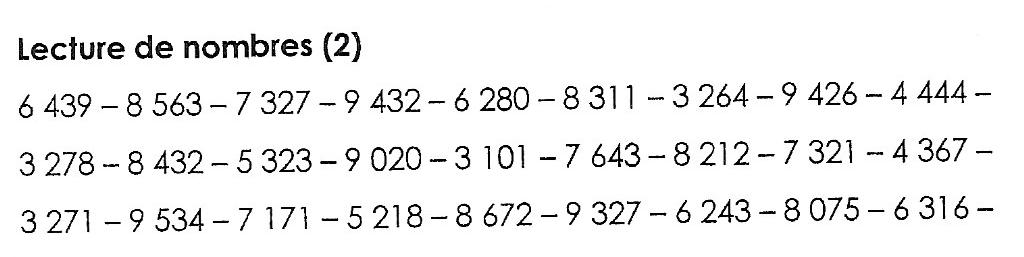 Lecture de nombres (2)
6 439 – 8 563 – 7 327 – 9 432 – 6 280 – 8 311 – 3 264 – 9 426 – 4 444 –
3 278 – 8 432 – 5 323 – 9 020 – 3 101 – 7 643 – 8 212 – 7 321 – 4 367 –
3 271 – 9 534 – 7 171 – 5 218 – 8 672 – 9 327 – 6 243 – 8 075 – 6 316 –